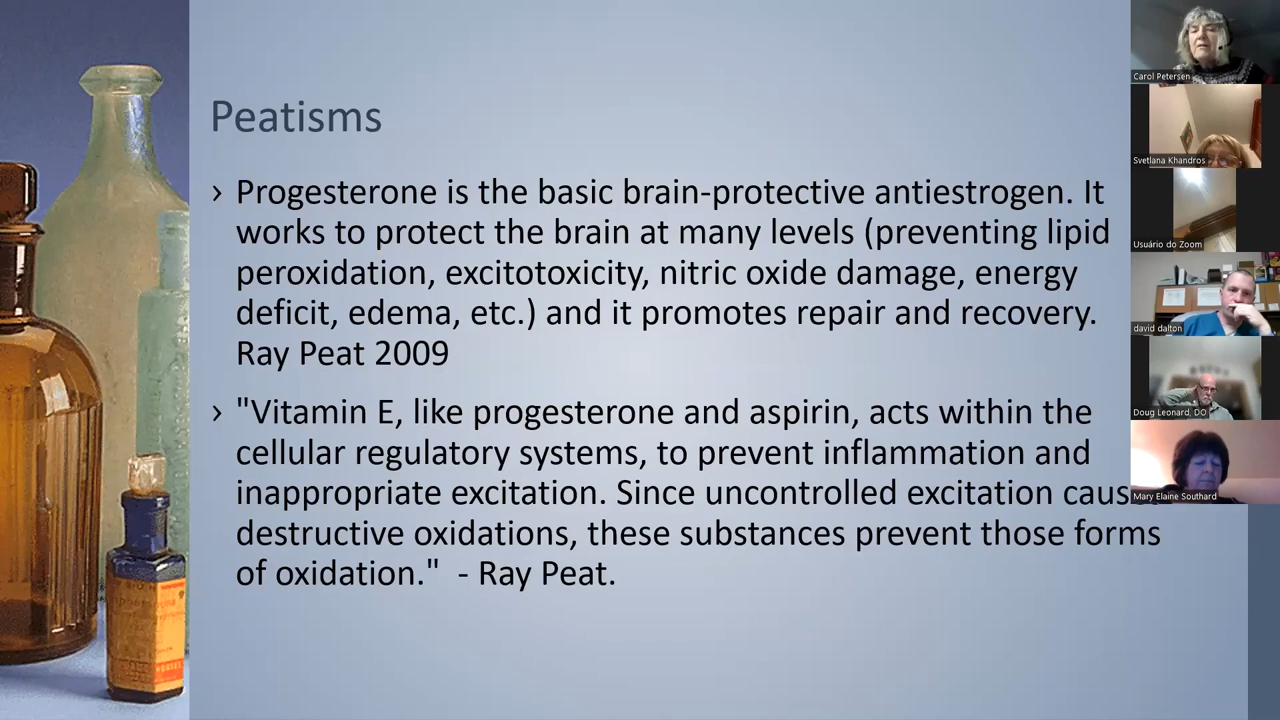 Peatisms
› Progesterone is the basic brain-protective antiestrogen. It
works to protect the brain at many levels (preventing lipid
peroxidation, excitotoxicity, nitric oxide damage, energy
deficit, edema, etc.) and it promotes repair and recovery.
Ray Peat 2009
› "Vitamin E, like progesterone and aspirin, acts within the
cellular regulatory systems, to prevent inflammation and
inappropriate excitation. Since uncontrolled excitation
destructive oxidations, these substances prevent those forms
of oxidation." - Ray Peat.
Carol Petersen
Svetlana Khandros
Usuário do Zoom
david dalton
Doug Leonard, DO
Mary Elaine Southard